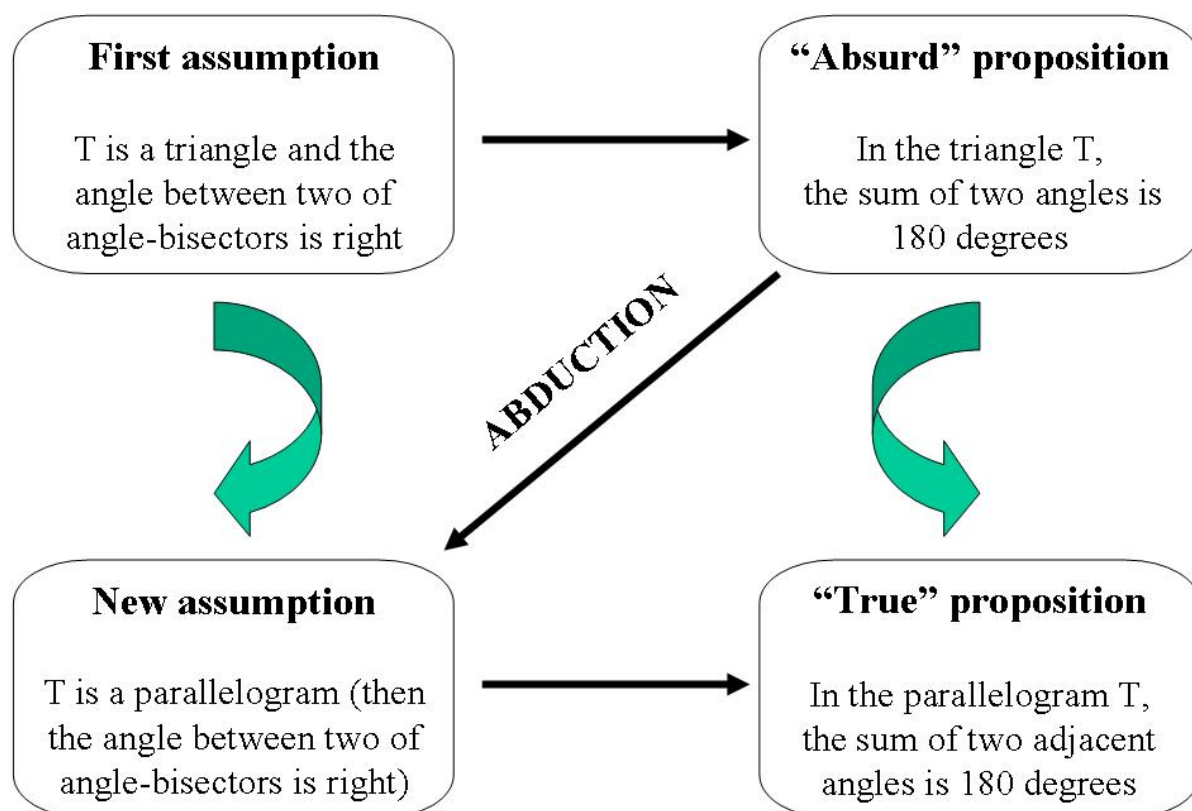 First assumption
T is a triangle and the
angle between two of
angle-bisectors is right
“Absurd” proposition
In the triangle T,
the sum of two angles is
180 degrees
ABDUCTION
New assumption
T is a parallelogram (then
the angle between two of
angle-bisectors is right)
“True” proposition
In the parallelogram T,
the sum of two adjacent
angles is 180 degrees